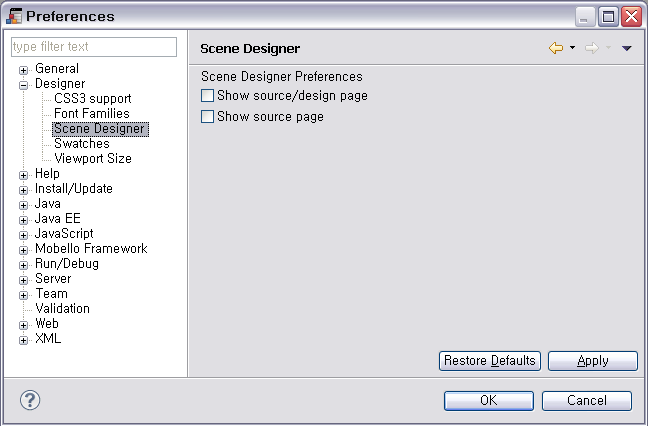 Preferences
type filter text
General
Designer
CSS3 support
Font Families
Scene Designer
Swatches
Viewport Size
Help
Install/Update
Java
Java EE
JavaScript
Mobello Framework
Run/Debug
Server
Team
Validation
Web
XML
Scene Designer
Scene Designer Preferences
Show source/design page
Show source page
Restore Defaults
Apply
?
OK
Cancel